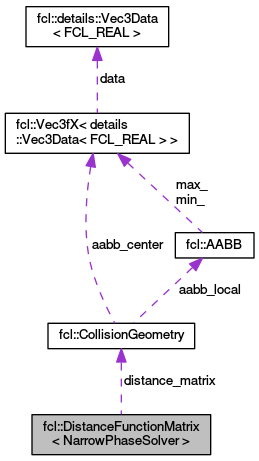 fcl::details::Vec3Data
< FCL_REAL >
data
fcl::Vec3fX< details
::Vec3Data< FCL_REAL > >
max_
min_
aabb_center
fcl::AABB
aabb_local
fcl::CollisionGeometry
distance_matrix
fcl::DistanceFunctionMatrix
< NarrowPhaseSolver >